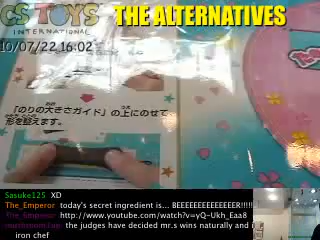 CS TOYS
INTERNATIONAL
THE ALTERNATIVES
10/07/22 16:02
「のりの大きさガイド」の上にのせて
形を整えます。
Sasuke125 XD
The_Emperor today's secret ingredient is... BEEEEEEEEEEEEEER!!!!!
The_Emperor http://www.youtube.com/watch?v=yQ-Ukh_Eaa8
the judges have decided mr.s wins naturally and i
iron chef